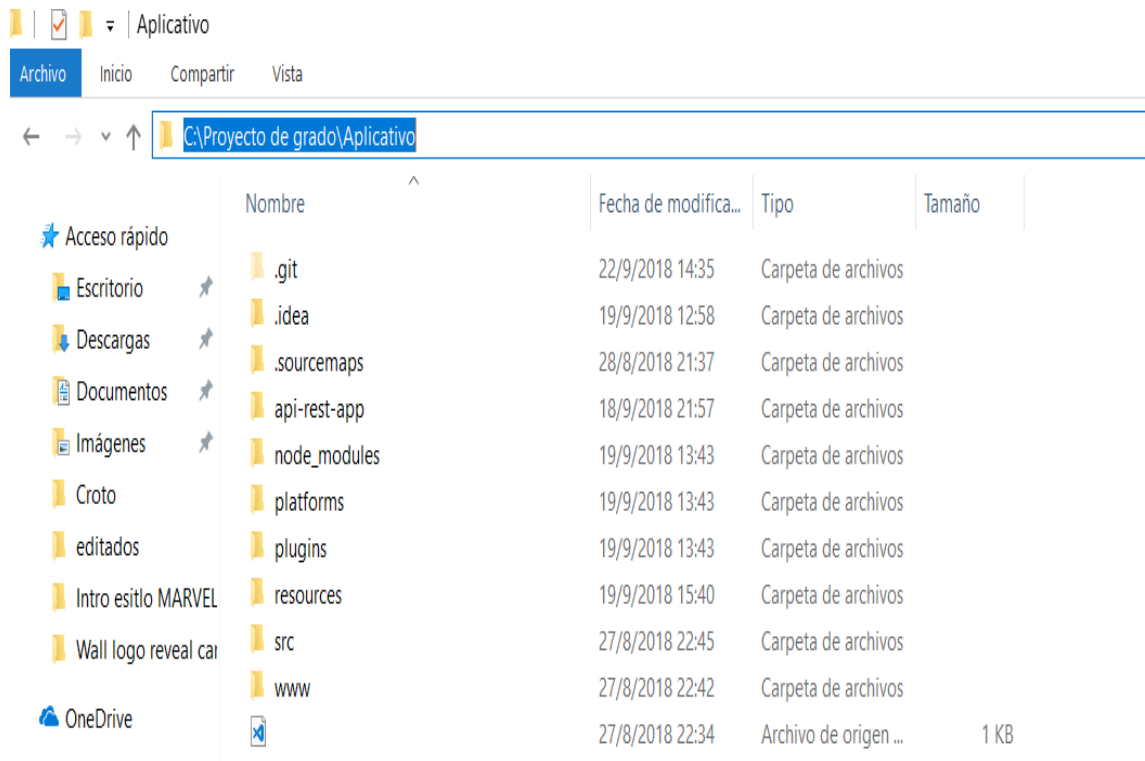 Aplicativo
Archivo Inicio Compartir Vista
C:\Proyecto de grado\Aplicativo
Nombre Fecha de modifica... Tipo Tamaño
Acceso rápido
Escritorio
Descargas
Documentos
Imágenes
Croto
editados
Intro esitlo MARVEL
Wall logo reveal car
OneDrive
.git 22/9/2018 14:35 Carpeta de archivos
.idea 19/9/2018 12:58 Carpeta de archivos
.sourcemaps 28/8/2018 21:37 Carpeta de archivos
api-rest-app 18/9/2018 21:57 Carpeta de archivos
node_modules 19/9/2018 13:43 Carpeta de archivos
platforms 19/9/2018 13:43 Carpeta de archivos
plugins 19/9/2018 13:43 Carpeta de archivos
resources 19/9/2018 15:40 Carpeta de archivos
src 27/8/2018 22:45 Carpeta de archivos
www 27/8/2018 22:42 Carpeta de archivos
27/8/2018 22:34 Archivo de origen ... 1 KB